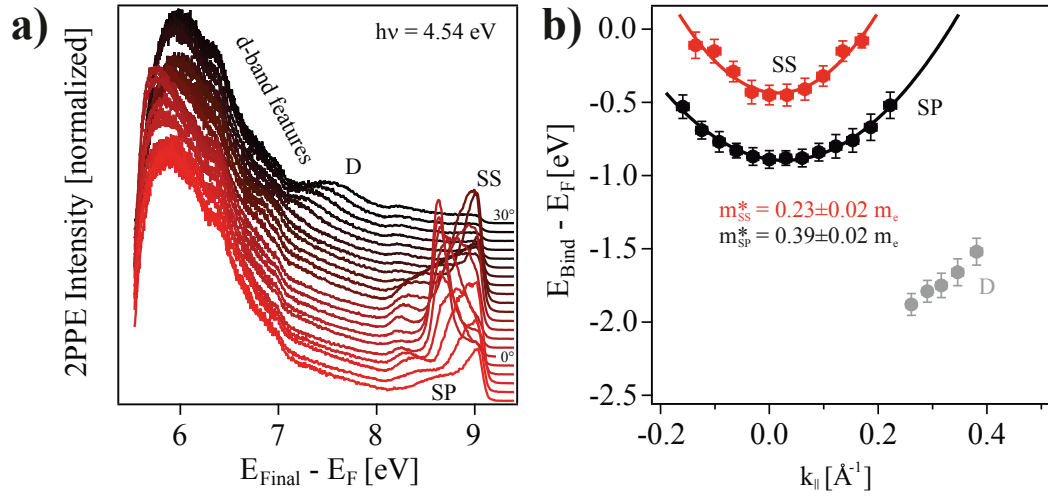 a)
hν = 4.54 eV
d-band features
D
SS
30°
0°
SP
2PPE Intensity [normalized]
6
7
8
9
E_Final - E_F [eV]
b)
0.0
-0.5
-1.0
-1.5
-2.0
-2.5
SS
SP
m*_SS = 0.23±0.02 m_e
m*_SP = 0.39±0.02 m_e
D
E_Bind - E_F [eV]
-0.2
0.0
0.2
0.4
k_∥ [Å⁻¹]